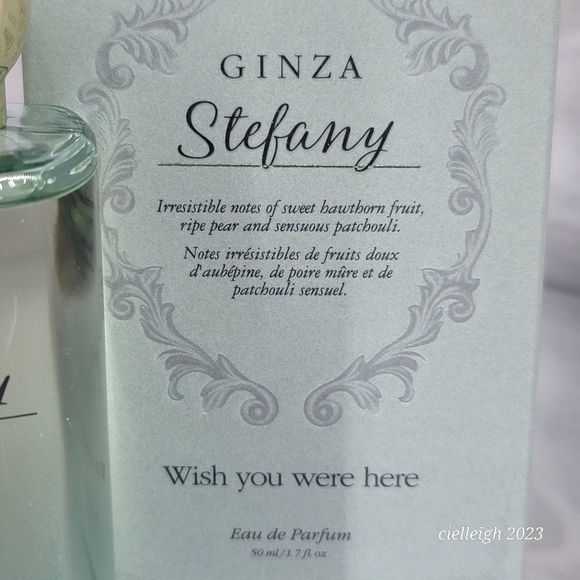 GINZA
Stefany
Irresistible notes of sweet hawthorn fruit,
ripe pear and sensuous patchouli.
Notes irrésistibles de fruits doux
d'aubépine, de poire mûre et de
patchouli sensuel.
Wish you were here
Eau de Parfum
50 ml/1.7 fl oz
cielleigh 2023